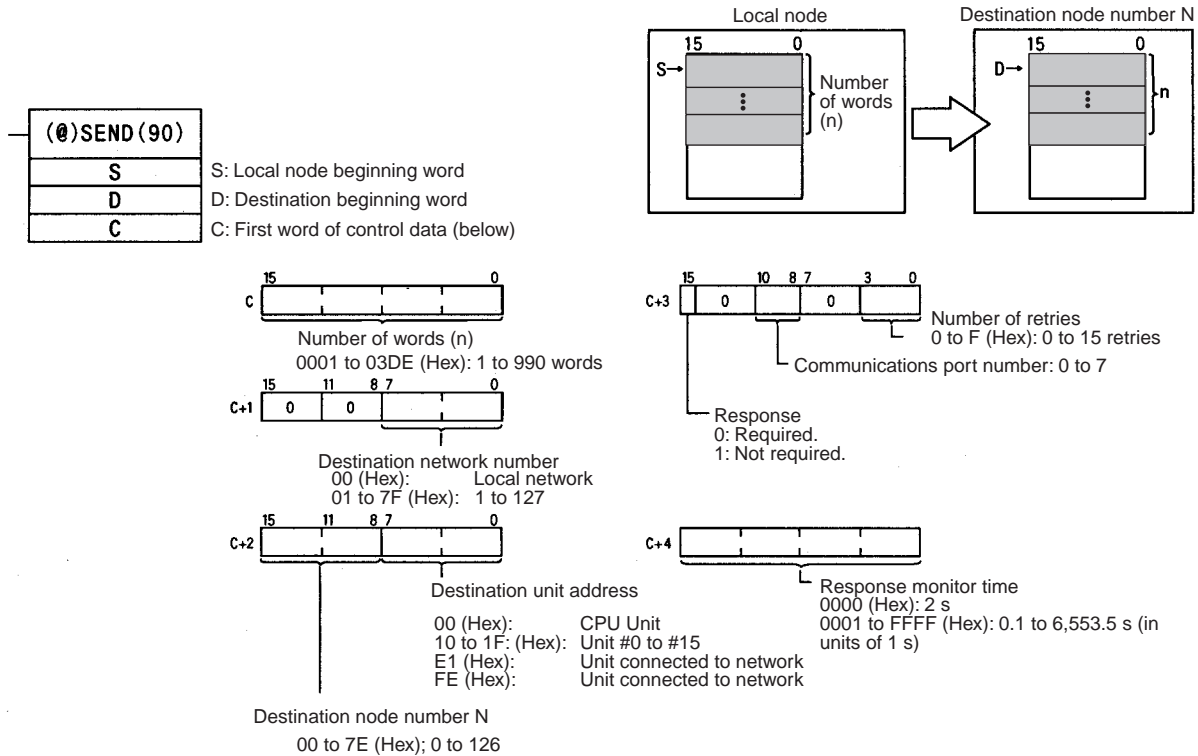 Local node
Destination node number N
15 0
S→
Number of words (n)
15 0
D→
n
(@)SEND(90)
S
D
C
S: Local node beginning word
D: Destination beginning word
C: First word of control data (below)
15 0
C
Number of words (n)
0001 to 03DE (Hex): 1 to 990 words
15 11 8 7 0
C+1 0 0
Destination network number
00 (Hex): Local network
01 to 7F (Hex): 1 to 127
15 11 8 7 0
C+2
Destination unit address
00 (Hex): CPU Unit
10 to 1F: (Hex): Unit #0 to #15
E1 (Hex): Unit connected to network
FE (Hex): Unit connected to network
Destination node number N
00 to 7E (Hex); 0 to 126
15 10 8 7 3 0
C+3 0 0
Number of retries
0 to F (Hex): 0 to 15 retries
Communications port number: 0 to 7
Response
0: Required.
1: Not required.
C+4
Response monitor time
0000 (Hex): 2 s
0001 to FFFF (Hex): 0.1 to 6,553.5 s (in
units of 1 s)